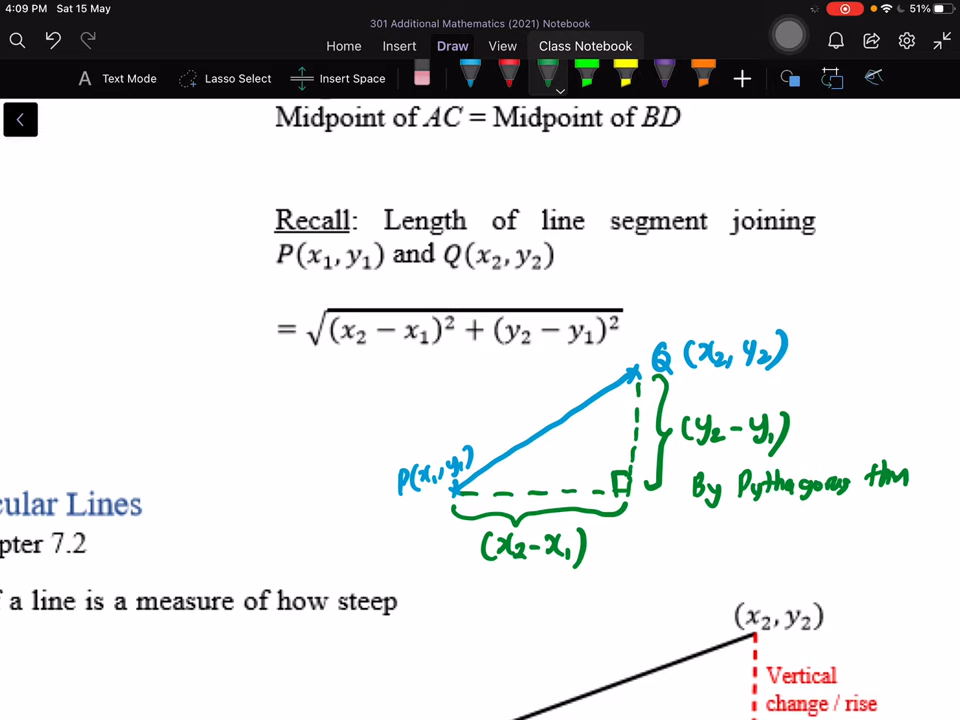 4:09 PM Sat 15 May
51%
301 Additional Mathematics (2021) Notebook
Home Insert Draw View Class Notebook
A Text Mode Lasso Select Insert Space
Midpoint of AC = Midpoint of BD
Recall: Length of line segment joining
P(x₁, y₁) and Q(x₂, y₂)
= √(x₂ − x₁)² + (y₂ − y₁)²
Q (x₂, y₂)
(y₂ − y₁)
P(x₁, y₁)
By Pythagoras thm
(x₂ − x₁)
cular Lines
pter 7.2
f a line is a measure of how steep
(x₂, y₂)
Vertical
change / rise